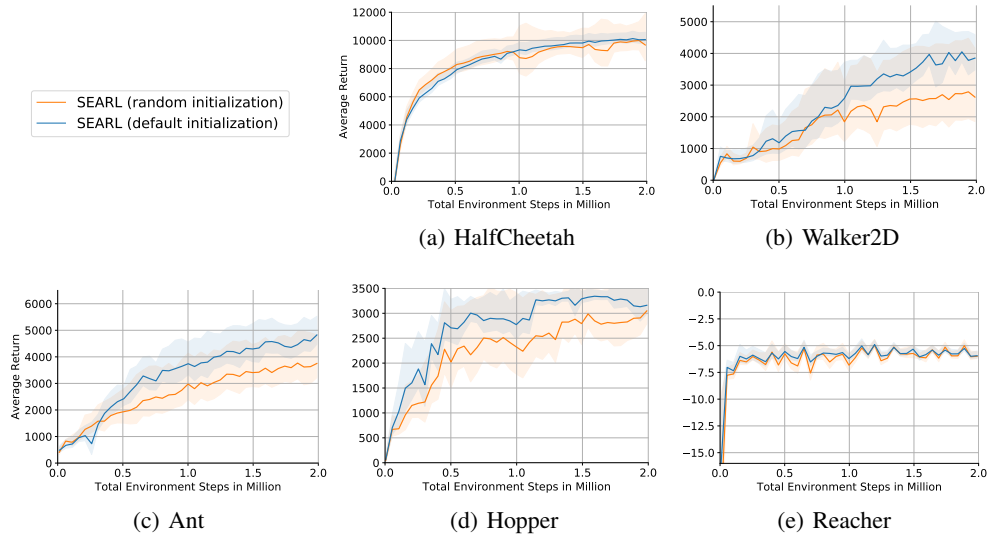 SEARL (random initialization)
SEARL (default initialization)
12000
10000
8000
6000
4000
2000
0
Average Return
0.0 0.5 1.0 1.5 2.0
Total Environment Steps in Million
(a) HalfCheetah
5000
4000
3000
2000
1000
0
0.0 0.5 1.0 1.5 2.0
Total Environment Steps in Million
(b) Walker2D
6000
5000
4000
3000
2000
1000
0
Average Return
0.0 0.5 1.0 1.5 2.0
Total Environment Steps in Million
(c) Ant
3500
3000
2500
2000
1500
1000
500
0
0.0 0.5 1.0 1.5 2.0
Total Environment Steps in Million
(d) Hopper
0.0
−2.5
−5.0
−7.5
−10.0
−12.5
−15.0
0.0 0.5 1.0 1.5 2.0
Total Environment Steps in Million
(e) Reacher